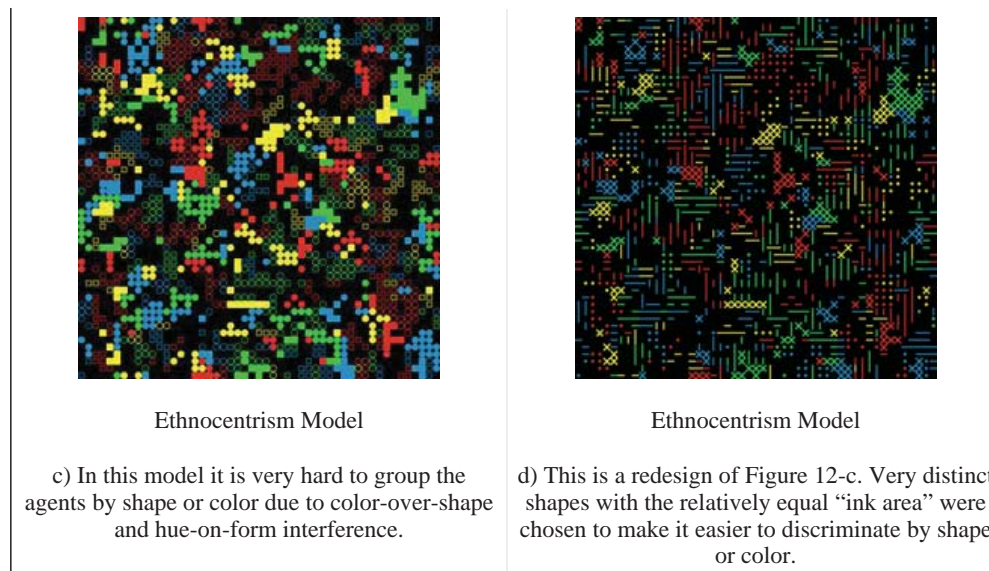 Ethnocentrism Model
c) In this model it is very hard to group the
agents by shape or color due to color-over-shape
and hue-on-form interference.
Ethnocentrism Model
d) This is a redesign of Figure 12-c. Very distinct
shapes with the relatively equal “ink area” were
chosen to make it easier to discriminate by shape
or color.